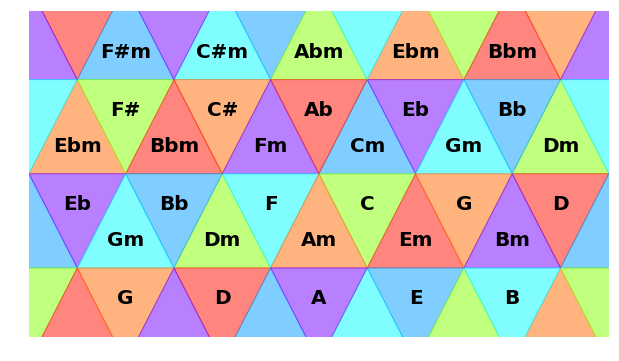 F#m C#m Abm Ebm Bbm
F# C# Ab Eb Bb
Ebm Bbm Fm Cm Gm Dm
Eb Bb F C G D
Gm Dm Am Em Bm
G D A E B